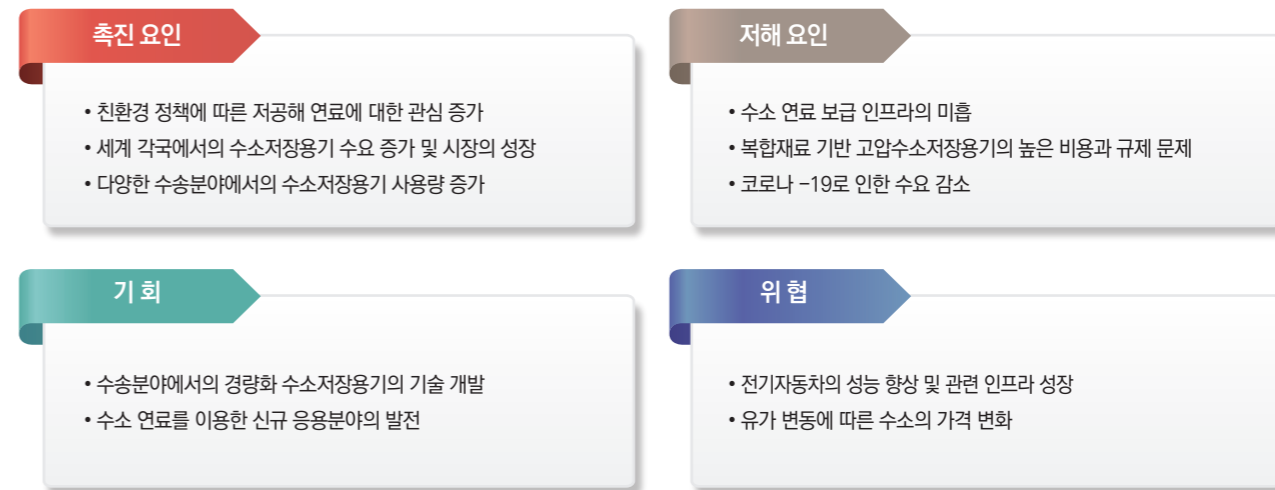 촉진 요인
• 친환경 정책에 따른 저공해 연료에 대한 관심 증가
• 세계 각국에서의 수소저장용기 수요 증가 및 시장의 성장
• 다양한 수송분야에서의 수소저장용기 사용량 증가
저해 요인
• 수소 연료 보급 인프라의 미흡
• 복합재료 기반 고압수소저장용기의 높은 비용과 규제 문제
• 코로나 -19로 인한 수요 감소
기 회
• 수송분야에서의 경량화 수소저장용기의 기술 개발
• 수소 연료를 이용한 신규 응용분야의 발전
위 협
• 전기자동차의 성능 향상 및 관련 인프라 성장
• 유가 변동에 따른 수소의 가격 변화